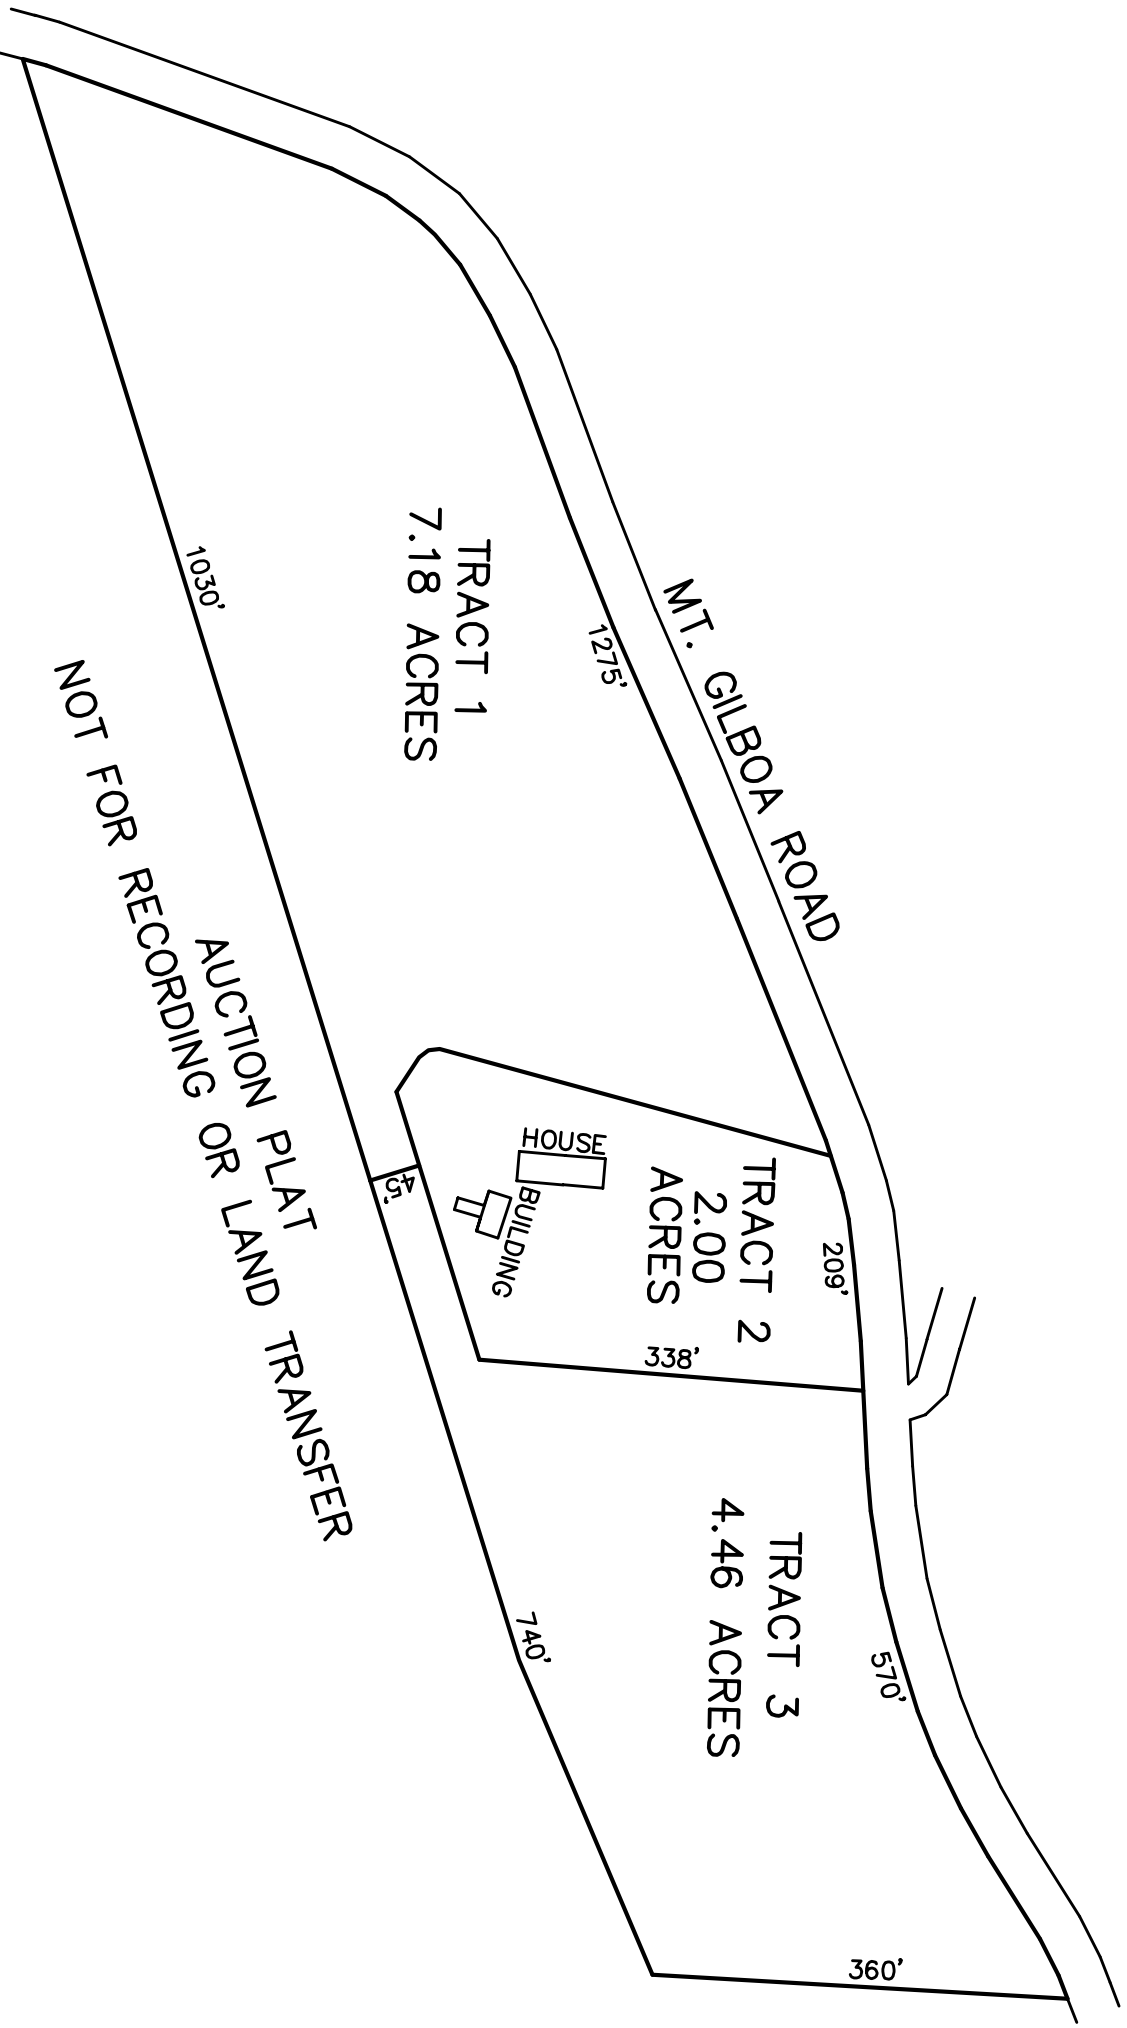 MT. GILBOA ROAD
1275'
209'
570'
TRACT 1
7.18 ACRES
TRACT 2
2.00
ACRES
TRACT 3
4.46 ACRES
HOUSE
BUILDING
338'
360'
45'
1030'
740'
AUCTION PLAT
NOT FOR RECORDING OR LAND TRANSFER